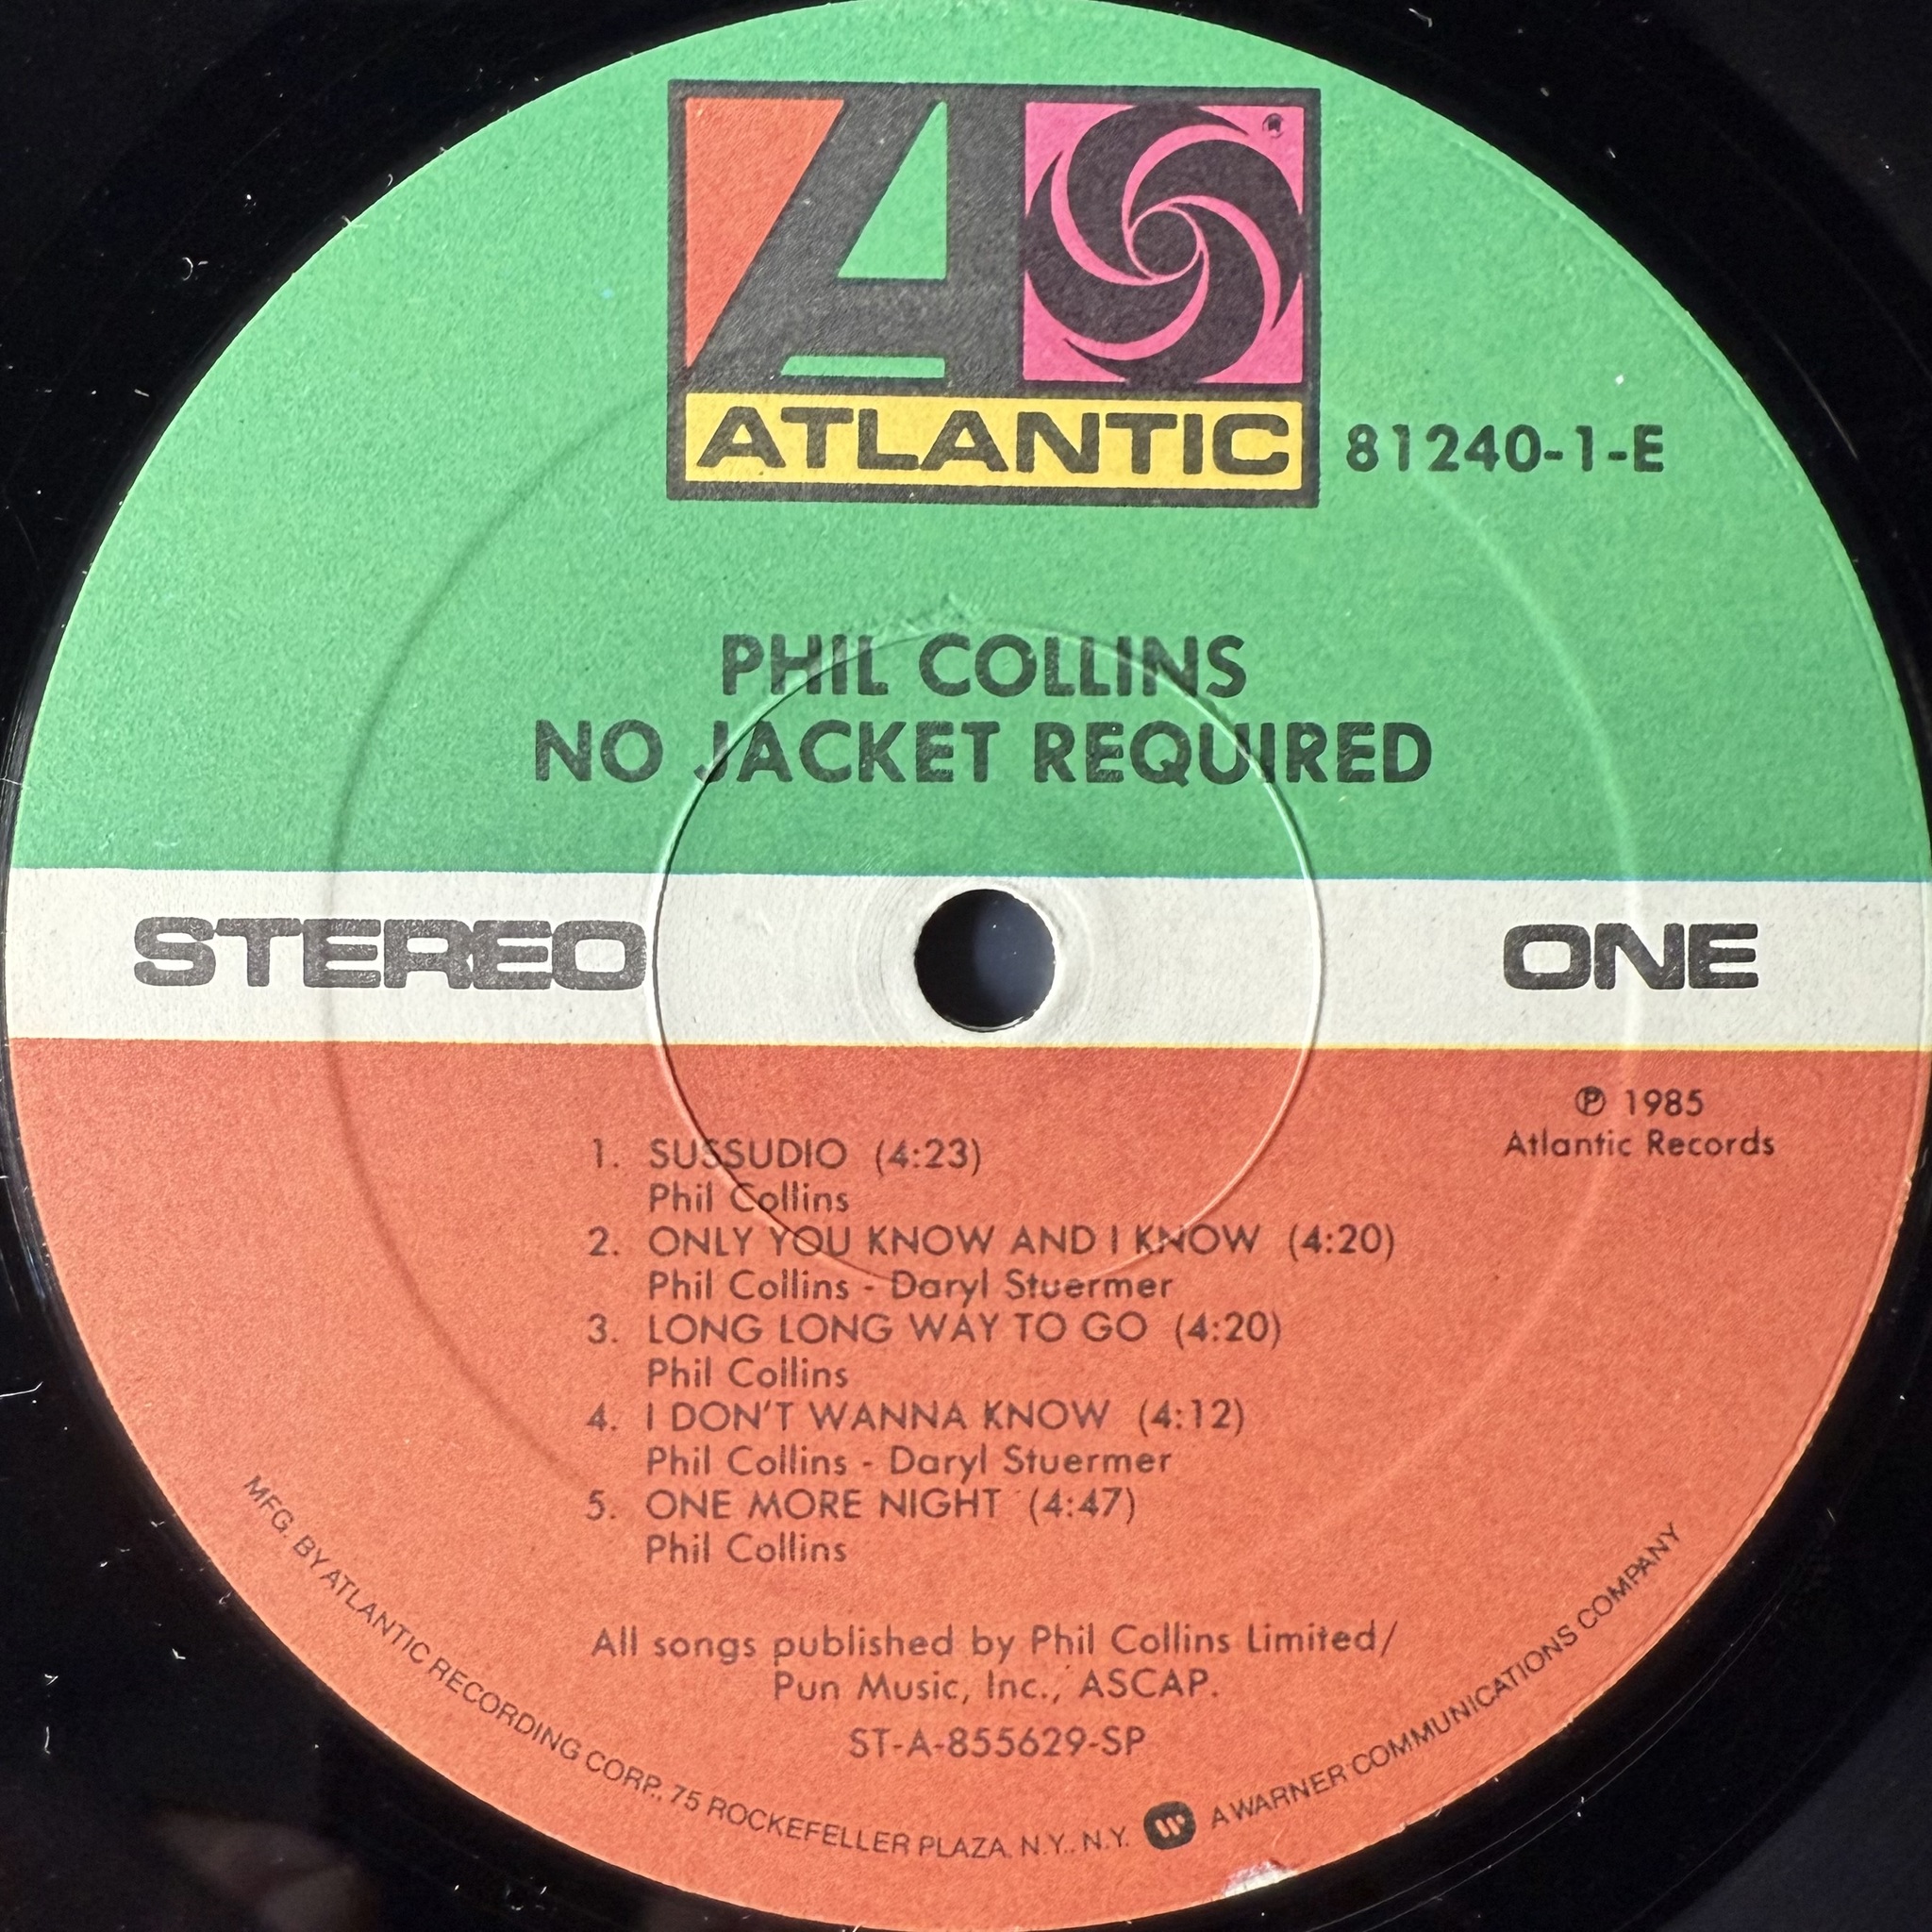 ATLANTIC
81240-1-E
PHIL COLLINS
NO JACKET REQUIRED
STEREO
ONE
℗ 1985
Atlantic Records
1. SUSSUDIO (4:23)
Phil Collins
2. ONLY YOU KNOW AND I KNOW (4:20)
Phil Collins - Daryl Stuermer
3. LONG LONG WAY TO GO (4:20)
Phil Collins
4. I DON'T WANNA KNOW (4:12)
Phil Collins - Daryl Stuermer
5. ONE MORE NIGHT (4:47)
Phil Collins
All songs published by Phil Collins Limited/
Pun Music, Inc., ASCAP.
ST-A-855629-SP
MFG. BY ATLANTIC RECORDING CORP., 75 ROCKEFELLER PLAZA, N.Y., N.Y. A WARNER COMMUNICATIONS COMPANY